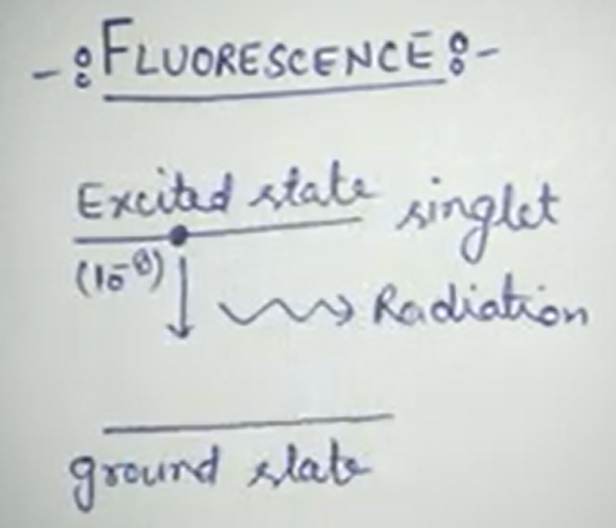 -:FLUORESCENCE:-
Excited state singlet
(10⁻⁸)
Radiation
ground state